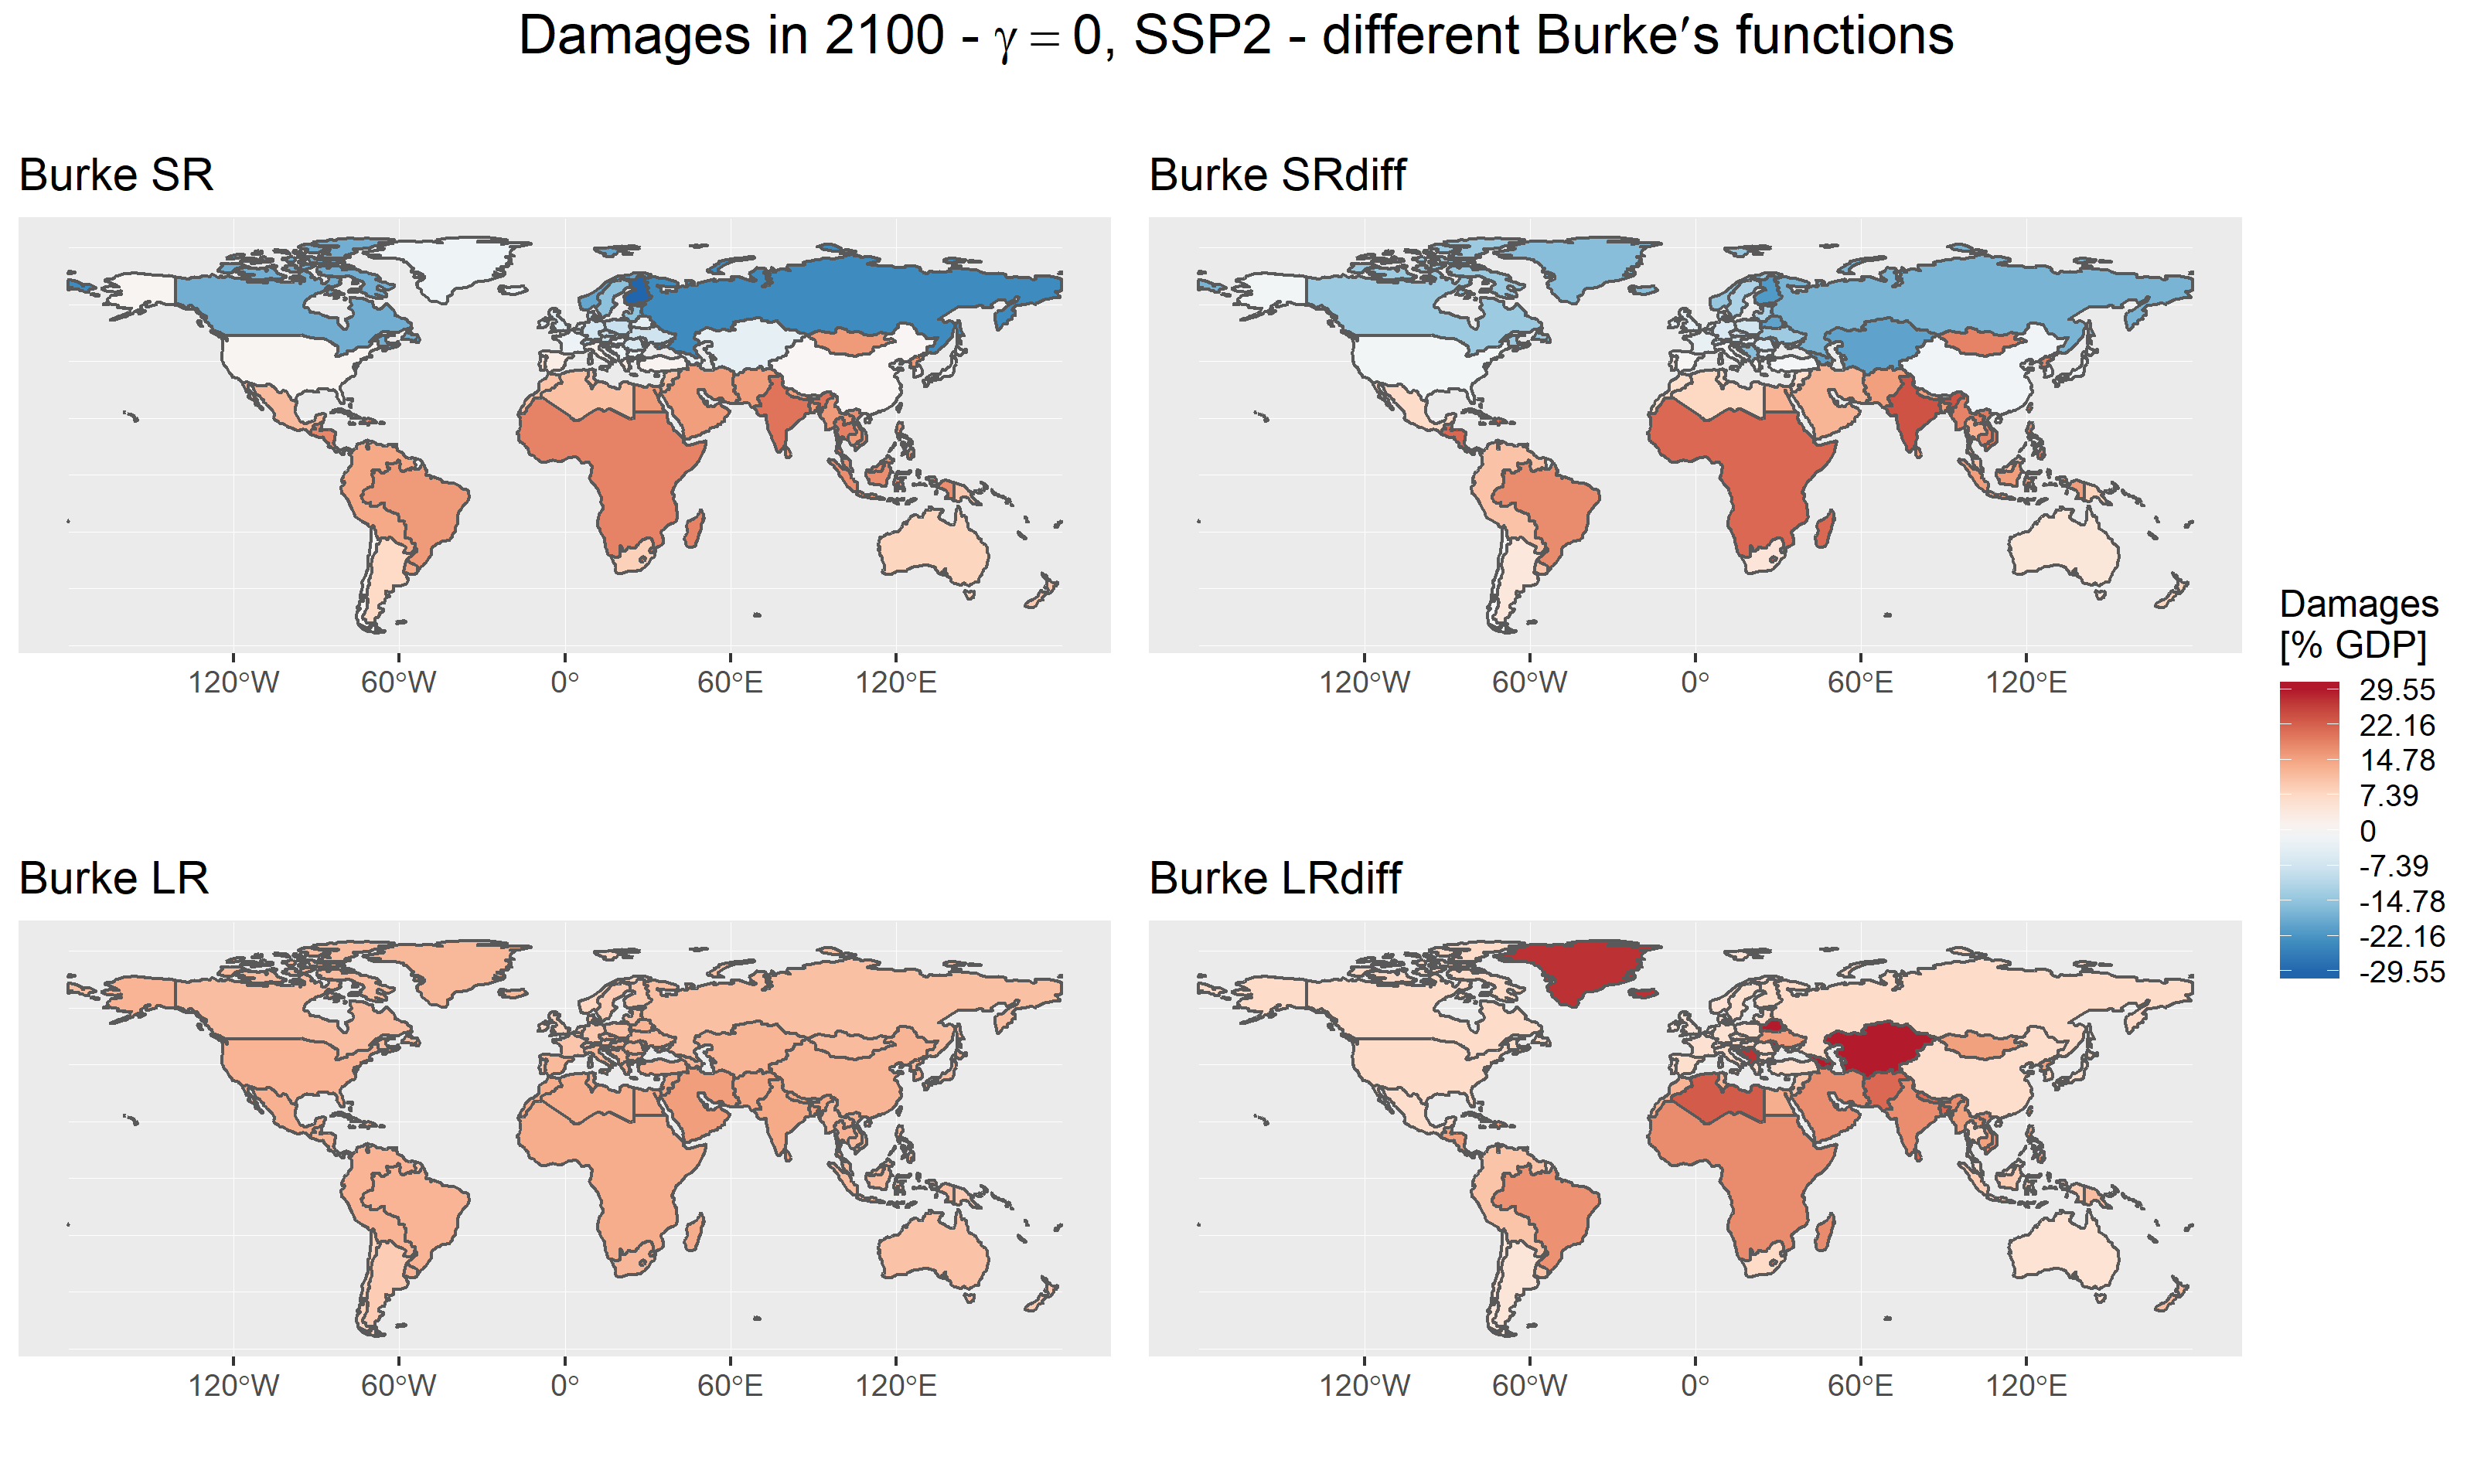 Damages in 2100 - γ = 0, SSP2 - different Burke′s functions
Burke SR
Burke SRdiff
120°W 60°W 0° 60°E 120°E
120°W 60°W 0° 60°E 120°E
Burke LR
Burke LRdiff
120°W 60°W 0° 60°E 120°E
120°W 60°W 0° 60°E 120°E
Damages
[% GDP]
29.55
22.16
14.78
7.39
0
-7.39
-14.78
-22.16
-29.55